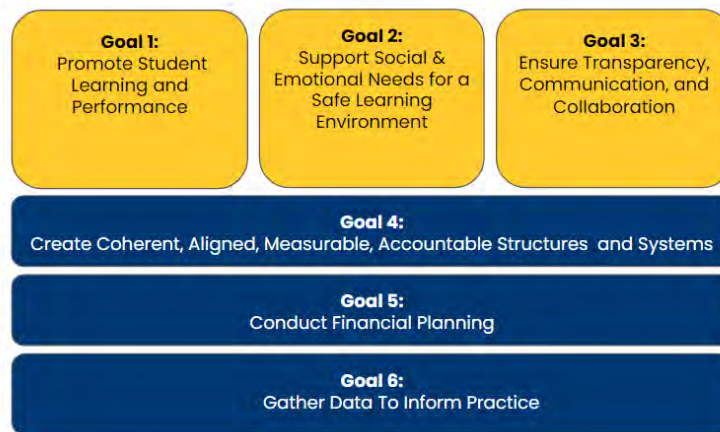 Goal 1:
Promote Student
Learning and
Performance
Goal 2:
Support Social &
Emotional Needs for a
Safe Learning
Environment
Goal 3:
Ensure Transparency,
Communication, and
Collaboration
Goal 4:
Create Coherent, Aligned, Measurable, Accountable Structures and Systems
Goal 5:
Conduct Financial Planning
Goal 6:
Gather Data To Inform Practice